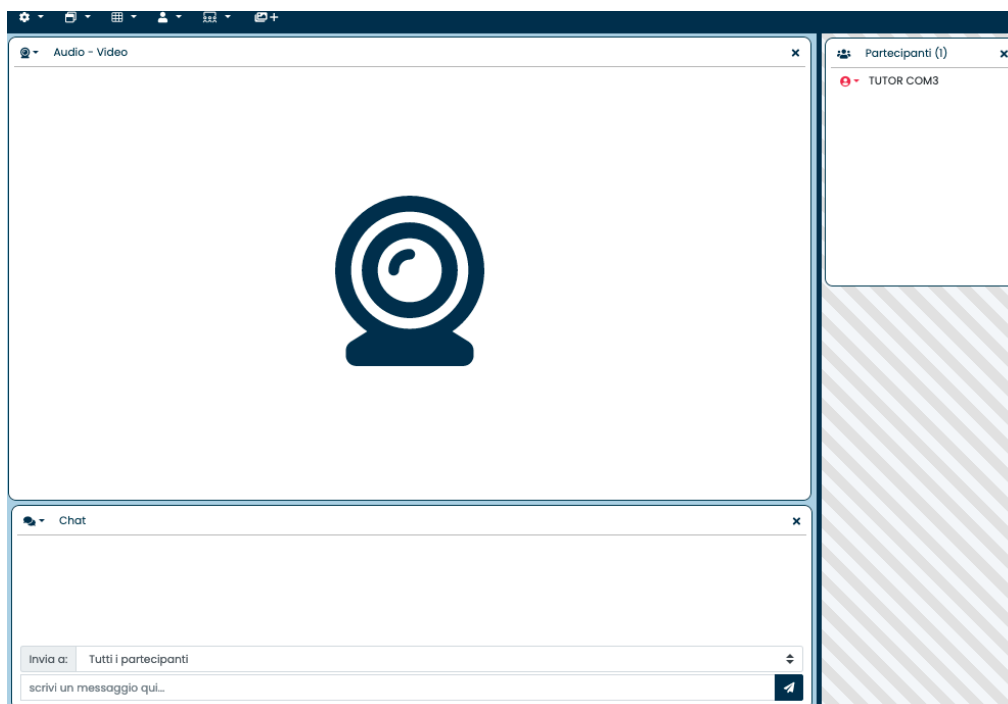 Audio - Video
Partecipanti (1)
TUTOR COM3
Chat
Invia a: Tutti i partecipanti
scrivi un messaggio qui...